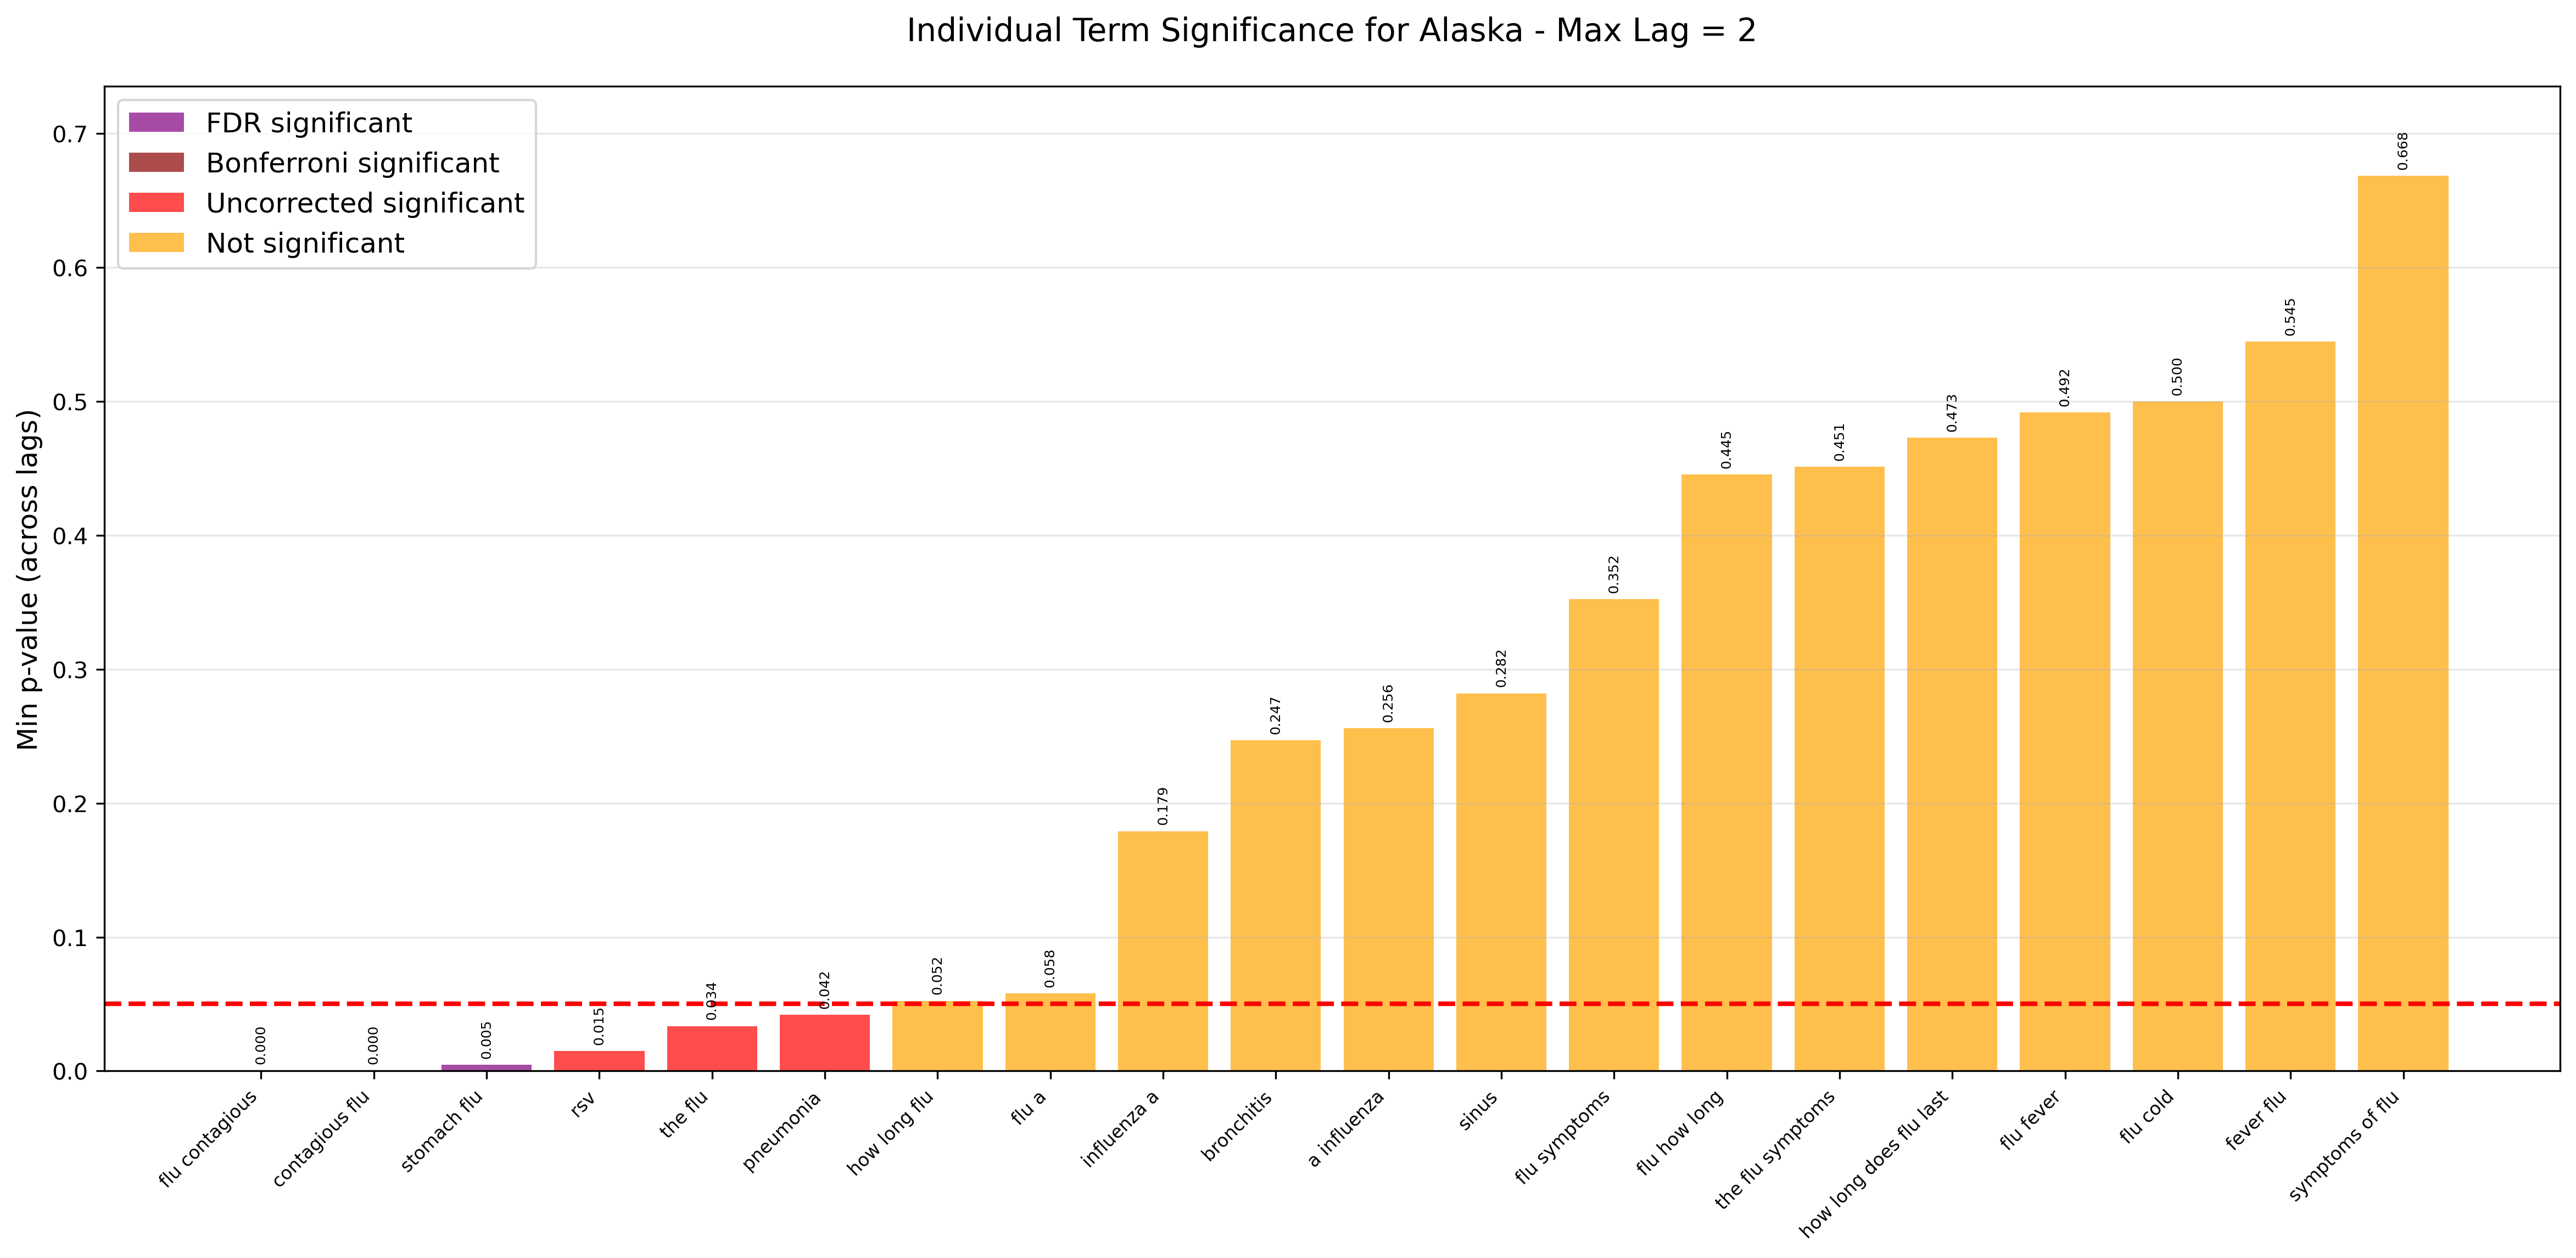 Individual Term Significance for Alaska - Max Lag = 2
FDR significant
Bonferroni significant
Uncorrected significant
Not significant
Min p-value (across lags)
0.7
0.6
0.5
0.4
0.3
0.2
0.1
0.0
0.000
0.000
0.005
0.015
0.034
0.042
0.052
0.058
0.179
0.247
0.256
0.282
0.352
0.445
0.451
0.473
0.492
0.500
0.545
0.668
flu contagious
contagious flu
stomach flu
rsv
the flu
pneumonia
how long flu
flu a
influenza a
bronchitis
a influenza
sinus
flu symptoms
flu how long
the flu symptoms
how long does flu last
flu fever
flu cold
fever flu
symptoms of flu